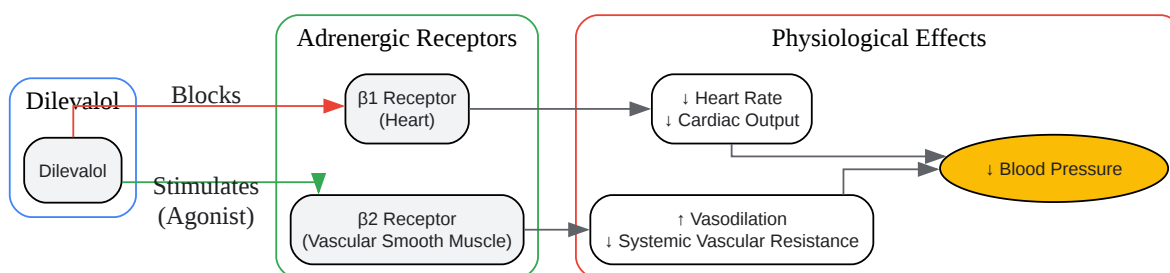 Dilevalol
Dilevalol
Blocks
Stimulates
(Agonist)
Adrenergic Receptors
β1 Receptor
(Heart)
β2 Receptor
(Vascular Smooth Muscle)
Physiological Effects
↓ Heart Rate
↓ Cardiac Output
↑ Vasodilation
↓ Systemic Vascular Resistance
↓ Blood Pressure